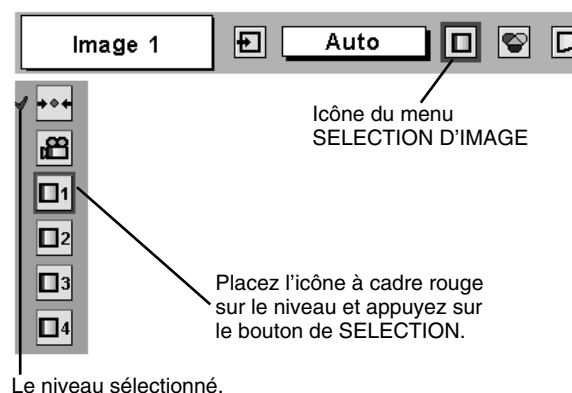 Image 1
Auto
Icône du menu
SELECTION D’IMAGE
1
2
3
4
Placez l’icône à cadre rouge
sur le niveau et appuyez sur
le bouton de SELECTION.
Le niveau sélectionné.